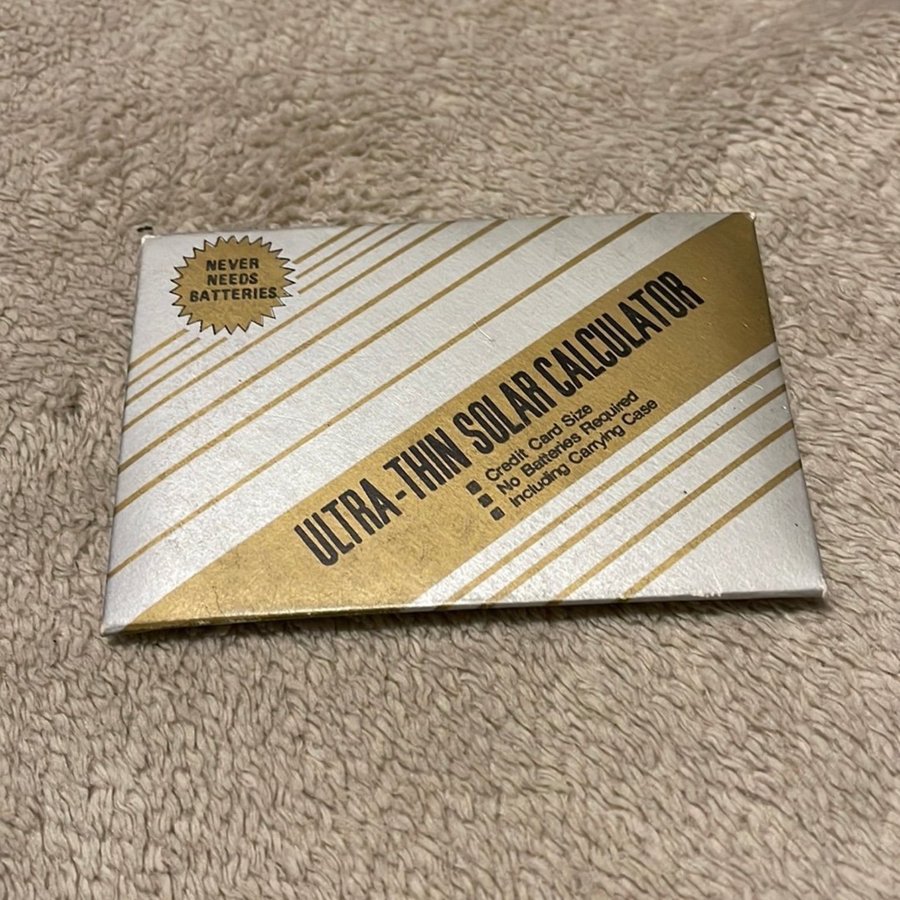 NEVER
NEEDS
BATTERIES
ULTRA-THIN SOLAR CALCULATOR
Credit Card Size
No Batteries Required
Including Carrying Case